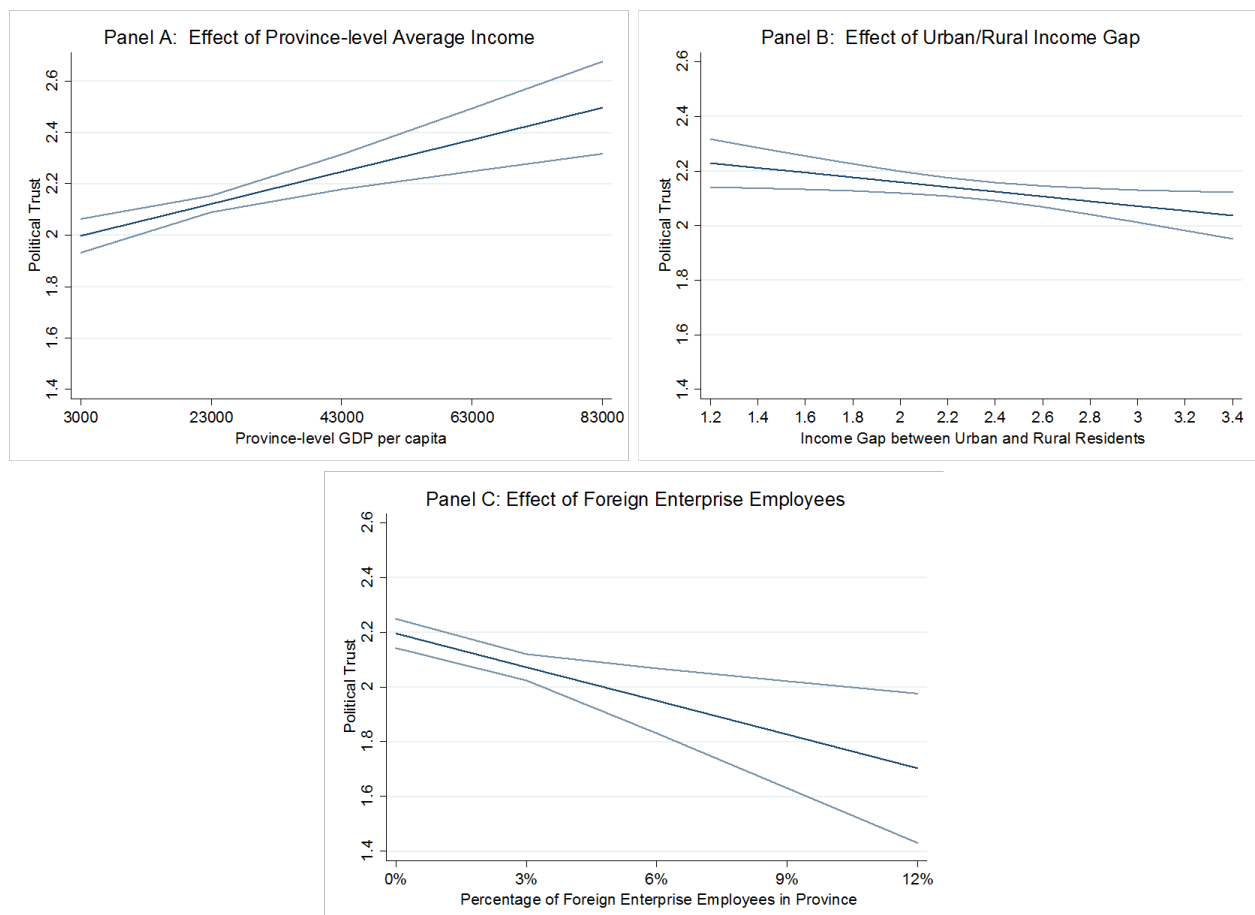 Panel A: Effect of Province-level Average Income
Political Trust
2.6
2.4
2.2
2
1.8
1.6
1.4
3000 23000 43000 63000 83000
Province-level GDP per capita
Panel B: Effect of Urban/Rural Income Gap
Political Trust
2.6
2.4
2.2
2
1.8
1.6
1.4
1.2 1.4 1.6 1.8 2 2.2 2.4 2.6 2.8 3 3.2 3.4
Income Gap between Urban and Rural Residents
Panel C: Effect of Foreign Enterprise Employees
Political Trust
2.6
2.4
2.2
2
1.8
1.6
1.4
0% 3% 6% 9% 12%
Percentage of Foreign Enterprise Employees in Province